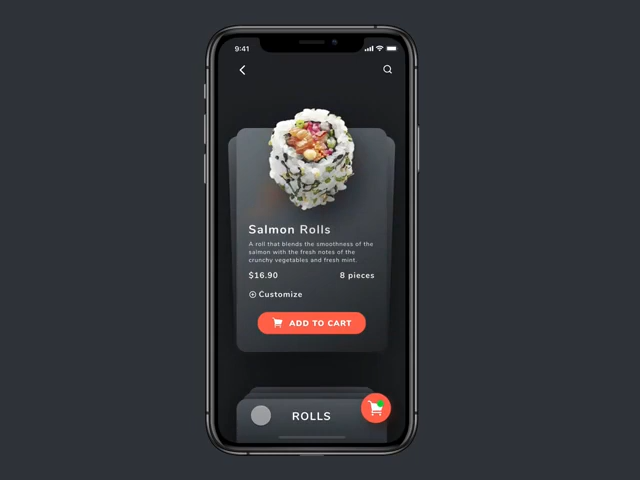 9:41
Salmon Rolls
A roll that blends the smoothness of the
salmon with the fresh notes of the
crunchy vegetables and fresh mint.
$16.90 8 pieces
Customize
ADD TO CART
ROLLS